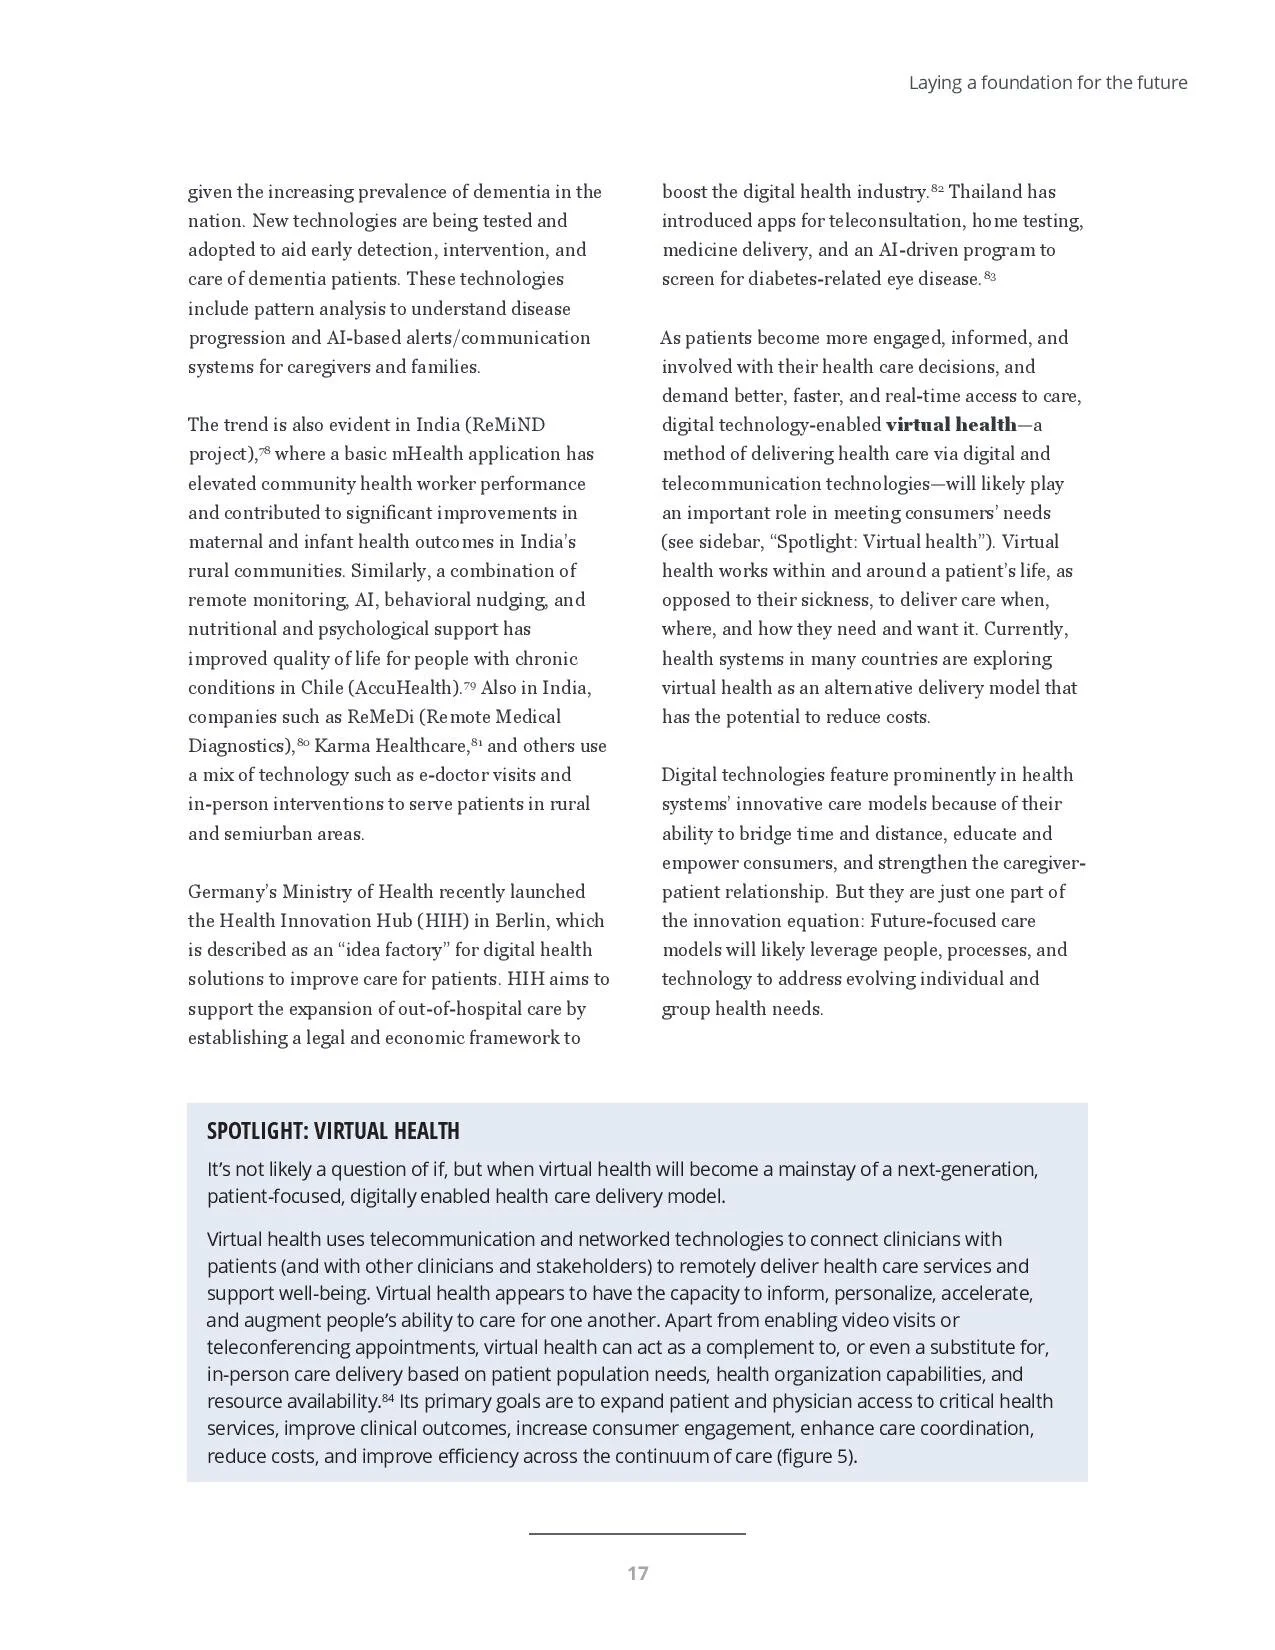 Laying a foundation for the future
given the increasing prevalence of dementia in the
nation. New technologies are being tested and
adopted to aid early detection, intervention, and
care of dementia patients. These technologies
include pattern analysis to understand disease
progression and AI-based alerts/communication
systems for caregivers and families.
The trend is also evident in India (ReMiND
project),⁷⁸ where a basic mHealth application has
elevated community health worker performance
and contributed to significant improvements in
maternal and infant health outcomes in India’s
rural communities. Similarly, a combination of
remote monitoring, AI, behavioral nudging, and
nutritional and psychological support has
improved quality of life for people with chronic
conditions in Chile (AccuHealth).⁷⁹ Also in India,
companies such as ReMeDi (Remote Medical
Diagnostics),⁸⁰ Karma Healthcare,⁸¹ and others use
a mix of technology such as e-doctor visits and
in-person interventions to serve patients in rural
and semiurban areas.
Germany’s Ministry of Health recently launched
the Health Innovation Hub (HIH) in Berlin, which
is described as an “idea factory” for digital health
solutions to improve care for patients. HIH aims to
support the expansion of out-of-hospital care by
establishing a legal and economic framework to
boost the digital health industry.⁸² Thailand has
introduced apps for teleconsultation, home testing,
medicine delivery, and an AI-driven program to
screen for diabetes-related eye disease.⁸³
As patients become more engaged, informed, and
involved with their health care decisions, and
demand better, faster, and real-time access to care,
digital technology-enabled virtual health—a
method of delivering health care via digital and
telecommunication technologies—will likely play
an important role in meeting consumers’ needs
(see sidebar, “Spotlight: Virtual health”). Virtual
health works within and around a patient’s life, as
opposed to their sickness, to deliver care when,
where, and how they need and want it. Currently,
health systems in many countries are exploring
virtual health as an alternative delivery model that
has the potential to reduce costs.
Digital technologies feature prominently in health
systems’ innovative care models because of their
ability to bridge time and distance, educate and
empower consumers, and strengthen the caregiver-
patient relationship. But they are just one part of
the innovation equation: Future-focused care
models will likely leverage people, processes, and
technology to address evolving individual and
group health needs.
SPOTLIGHT: VIRTUAL HEALTH
It’s not likely a question of if, but when virtual health will become a mainstay of a next-generation,
patient-focused, digitally enabled health care delivery model.
Virtual health uses telecommunication and networked technologies to connect clinicians with
patients (and with other clinicians and stakeholders) to remotely deliver health care services and
support well-being. Virtual health appears to have the capacity to inform, personalize, accelerate,
and augment people’s ability to care for one another. Apart from enabling video visits or
teleconferencing appointments, virtual health can act as a complement to, or even a substitute for,
in-person care delivery based on patient population needs, health organization capabilities, and
resource availability.⁸⁴ Its primary goals are to expand patient and physician access to critical health
services, improve clinical outcomes, increase consumer engagement, enhance care coordination,
reduce costs, and improve efficiency across the continuum of care (figure 5).
17